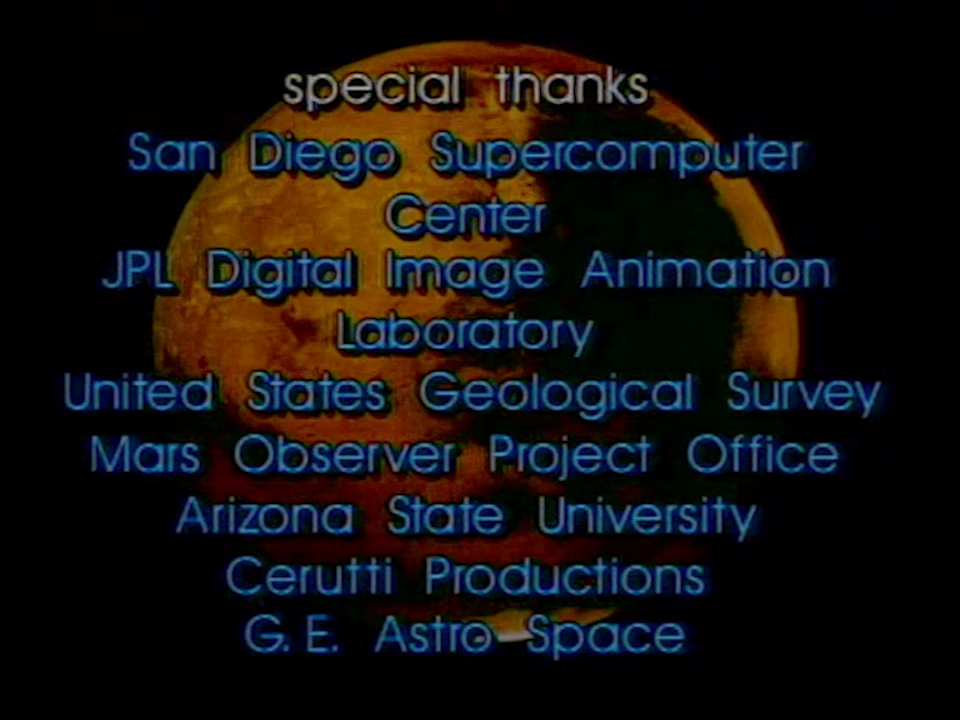 special thanks
San Diego Supercomputer
Center
JPL Digital Image Animation
Laboratory
United States Geological Survey
Mars Observer Project Office
Arizona State University
Cerutti Productions
G.E. Astro Space